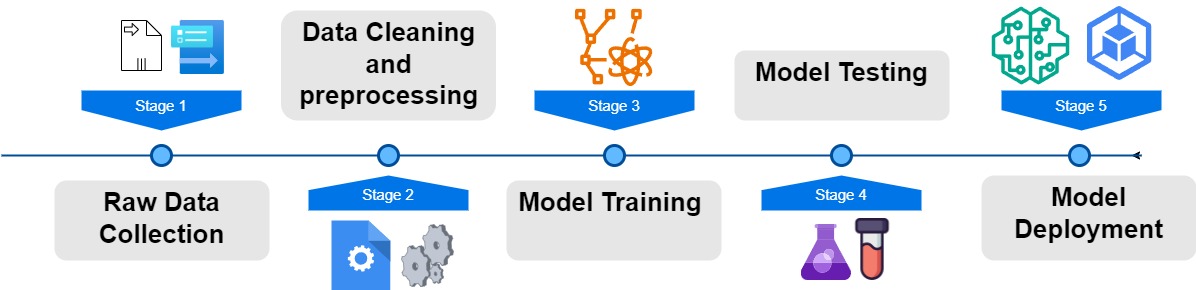 Stage 1
Raw Data
Collection
Data Cleaning
and
preprocessing
Stage 2
Stage 3
Model Training
Model Testing
Stage 4
Stage 5
Model
Deployment